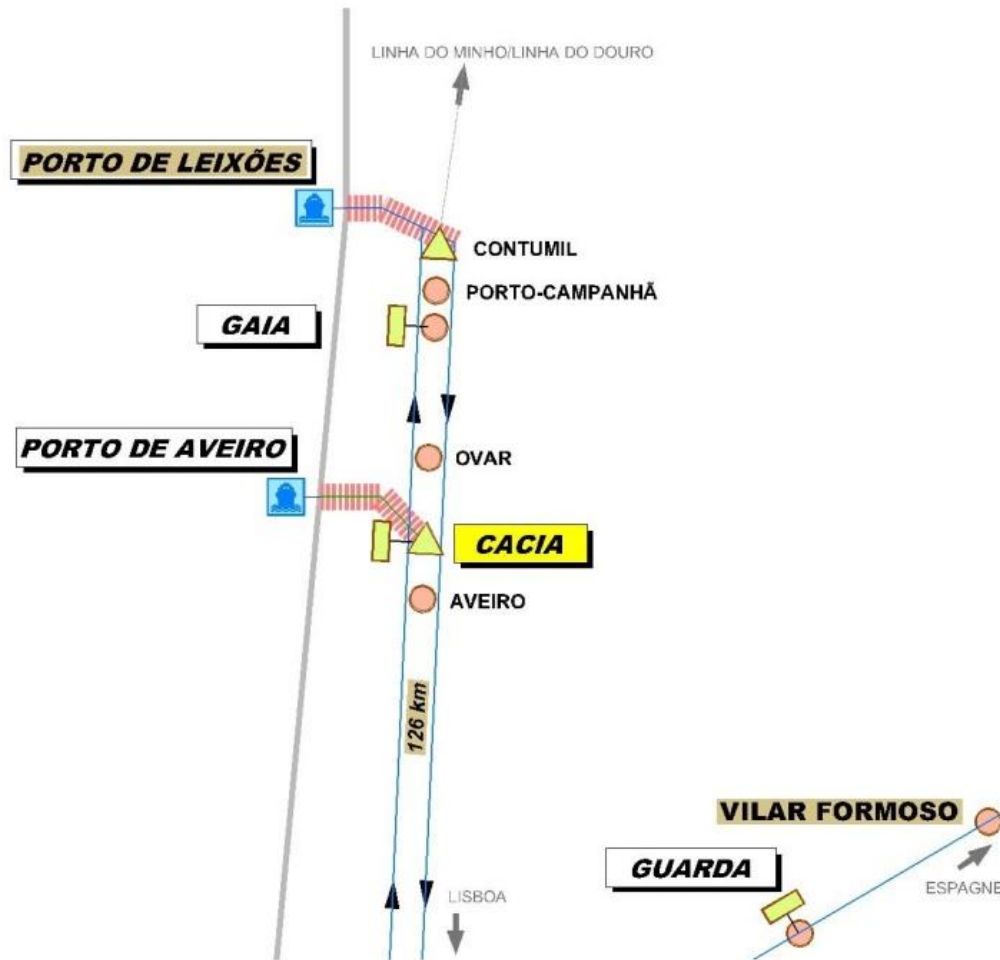 LINHA DO MINHO/LINHA DO DOURO
PORTO DE LEIXÕES
CONTUMIL
PORTO-CAMPANHÃ
GAIA
PORTO DE AVEIRO
OVAR
CACIA
AVEIRO
126 km
VILAR FORMOSO
GUARDA
ESPAGNE
LISBOA